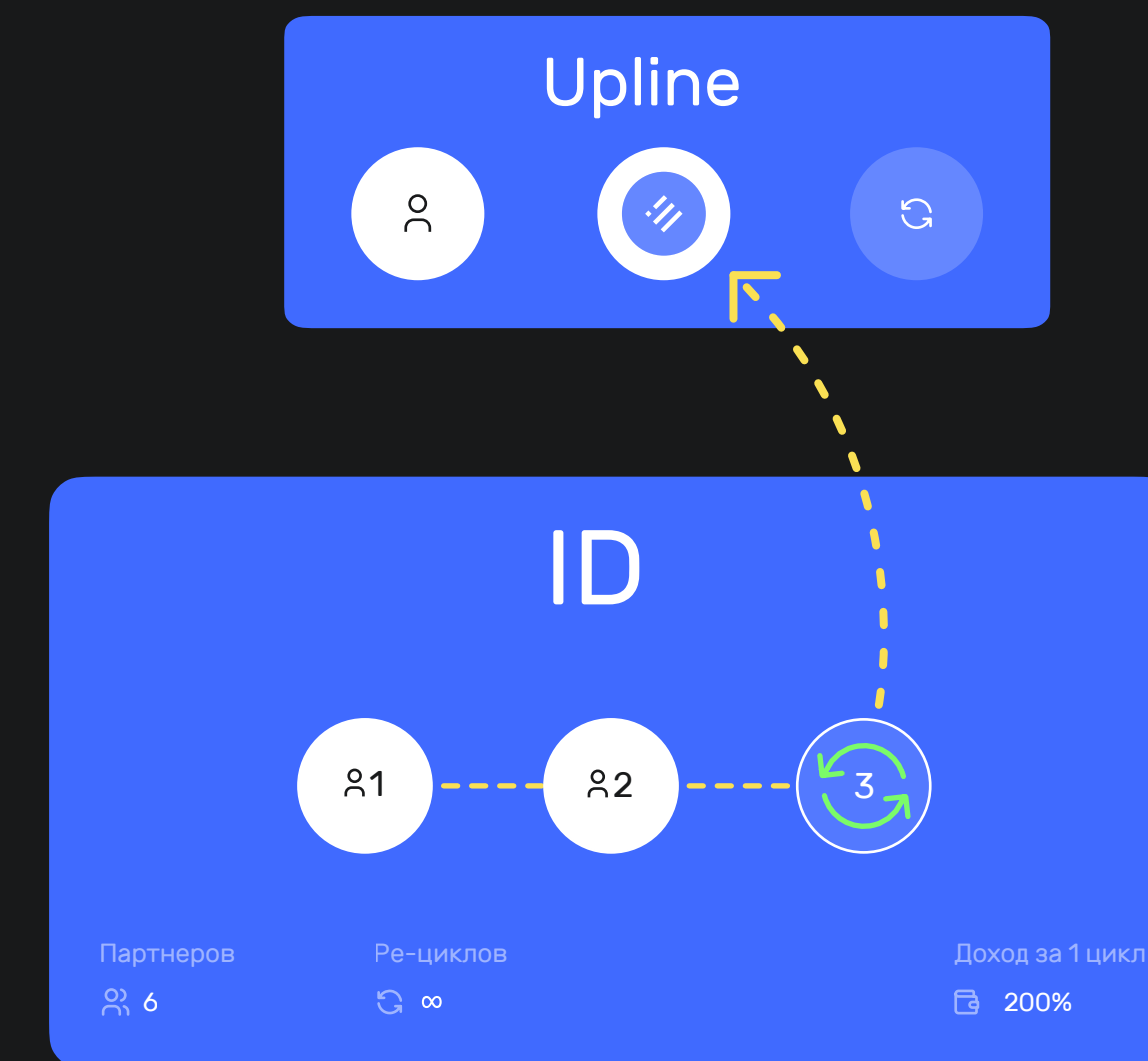 Upline
ID
1
2
3
Партнеров
Ре-циклов
Доход за 1 цикл
6
∞
200%